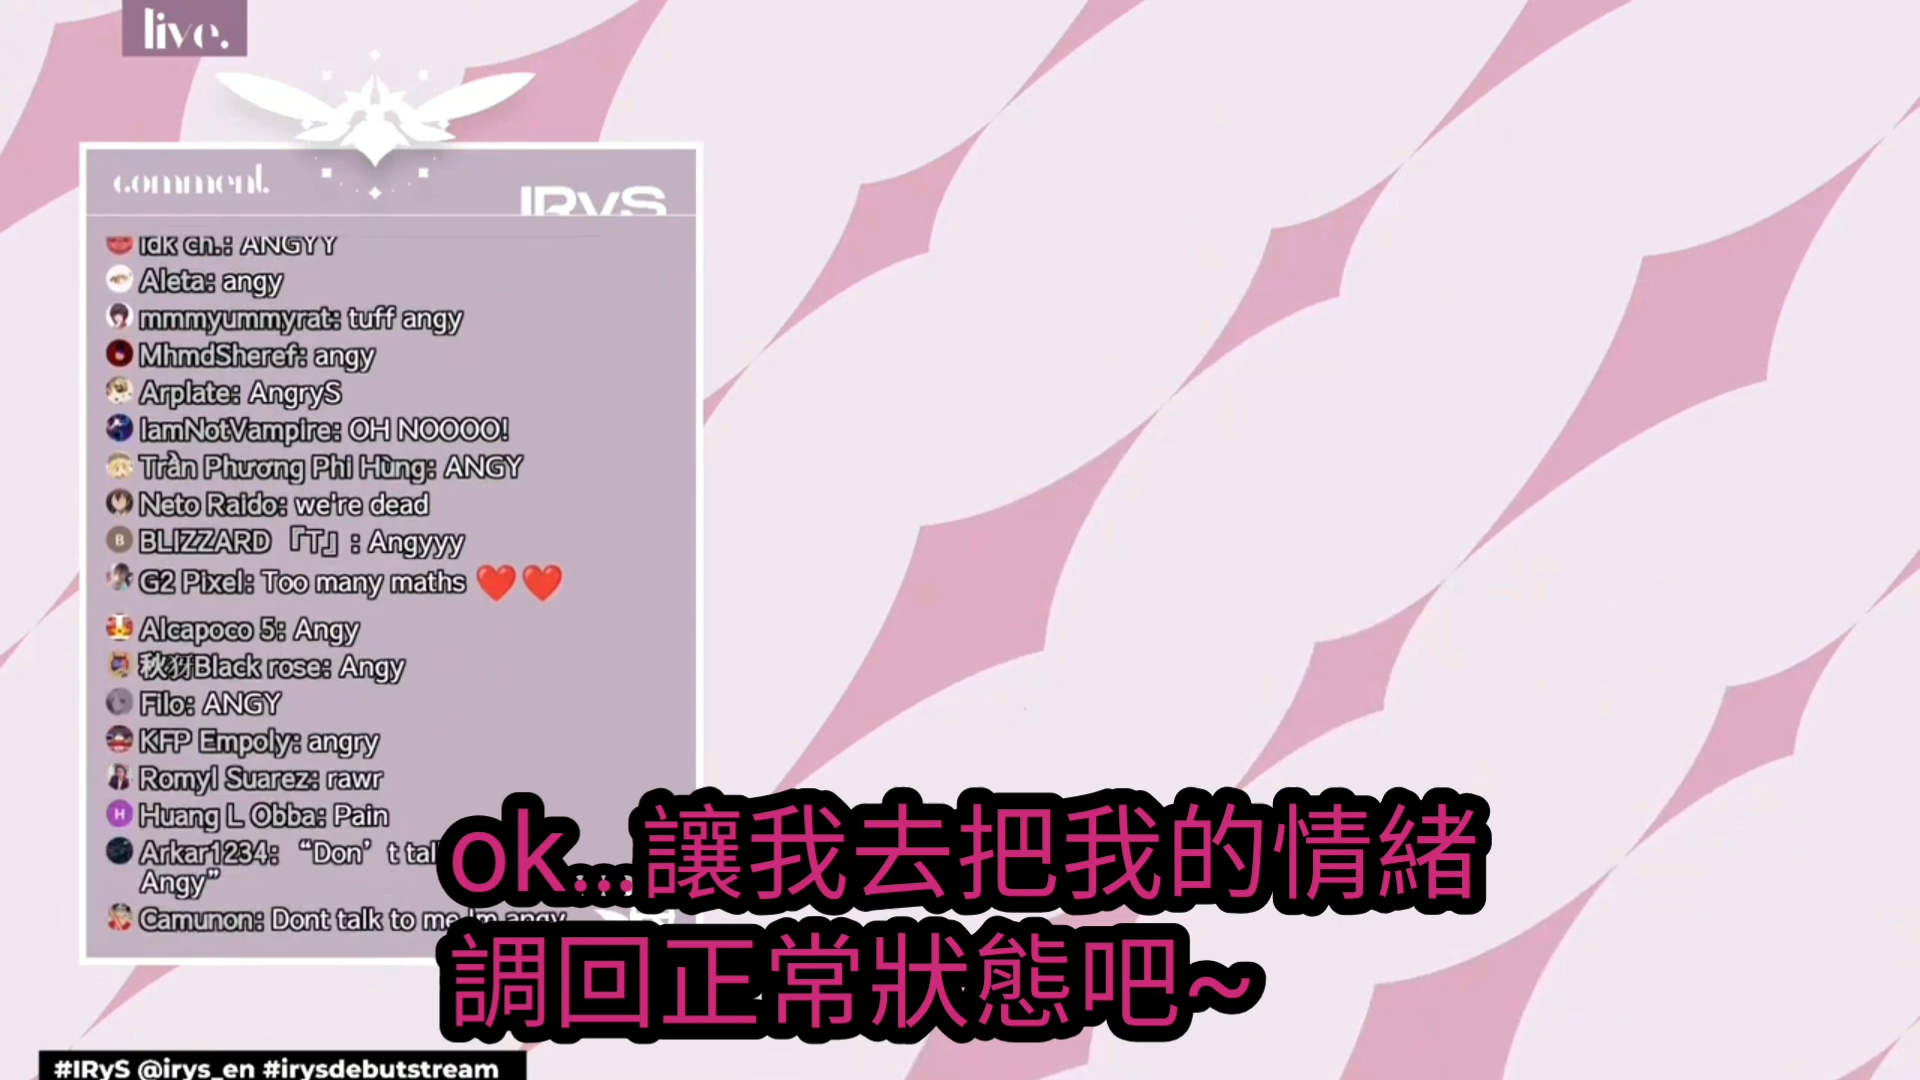 live.
comment.
IRyS
idk ch.: ANGYY
Aleta: angy
mmmyummyrat: tuff angy
MhmdSheref: angy
Arplate: AngryS
IamNotVampire: OH NOOOO!
Trần Phương Phi Hùng: ANGY
Neto Raido: we're dead
B BLIZZARD 『T』: Angyyy
G2 Pixel: Too many maths ❤️❤️
Alcapoco 5: Angy
秋犽Black rose: Angy
Filo: ANGY
KFP Empoly: angry
Romyl Suarez: rawr
H Huang L Obba: Pain
Arkar1234: “Don’t tal
Angy”
Camunon: Dont talk to me Im angy
ok...讓我去把我的情緒
調回正常狀態吧~
#IRyS @irys_en #irysdebutstream